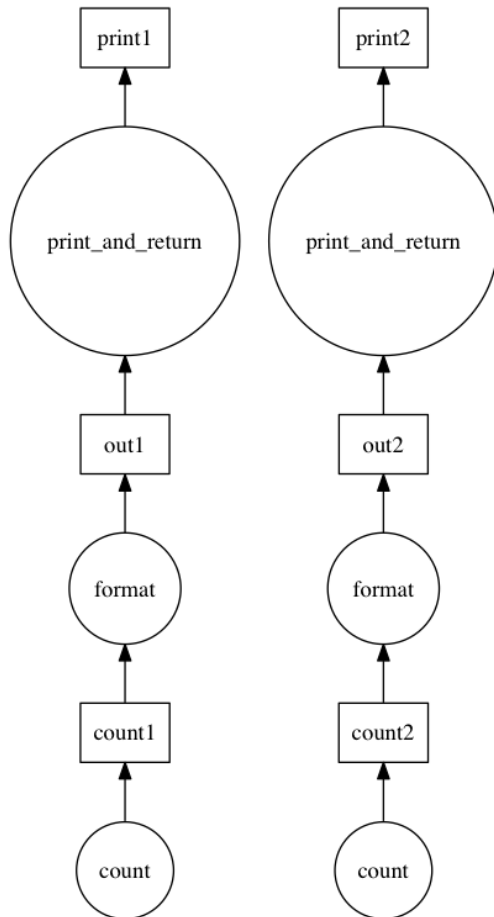 print1
print2
print_and_return
print_and_return
out1
out2
format
format
count1
count2
count
count